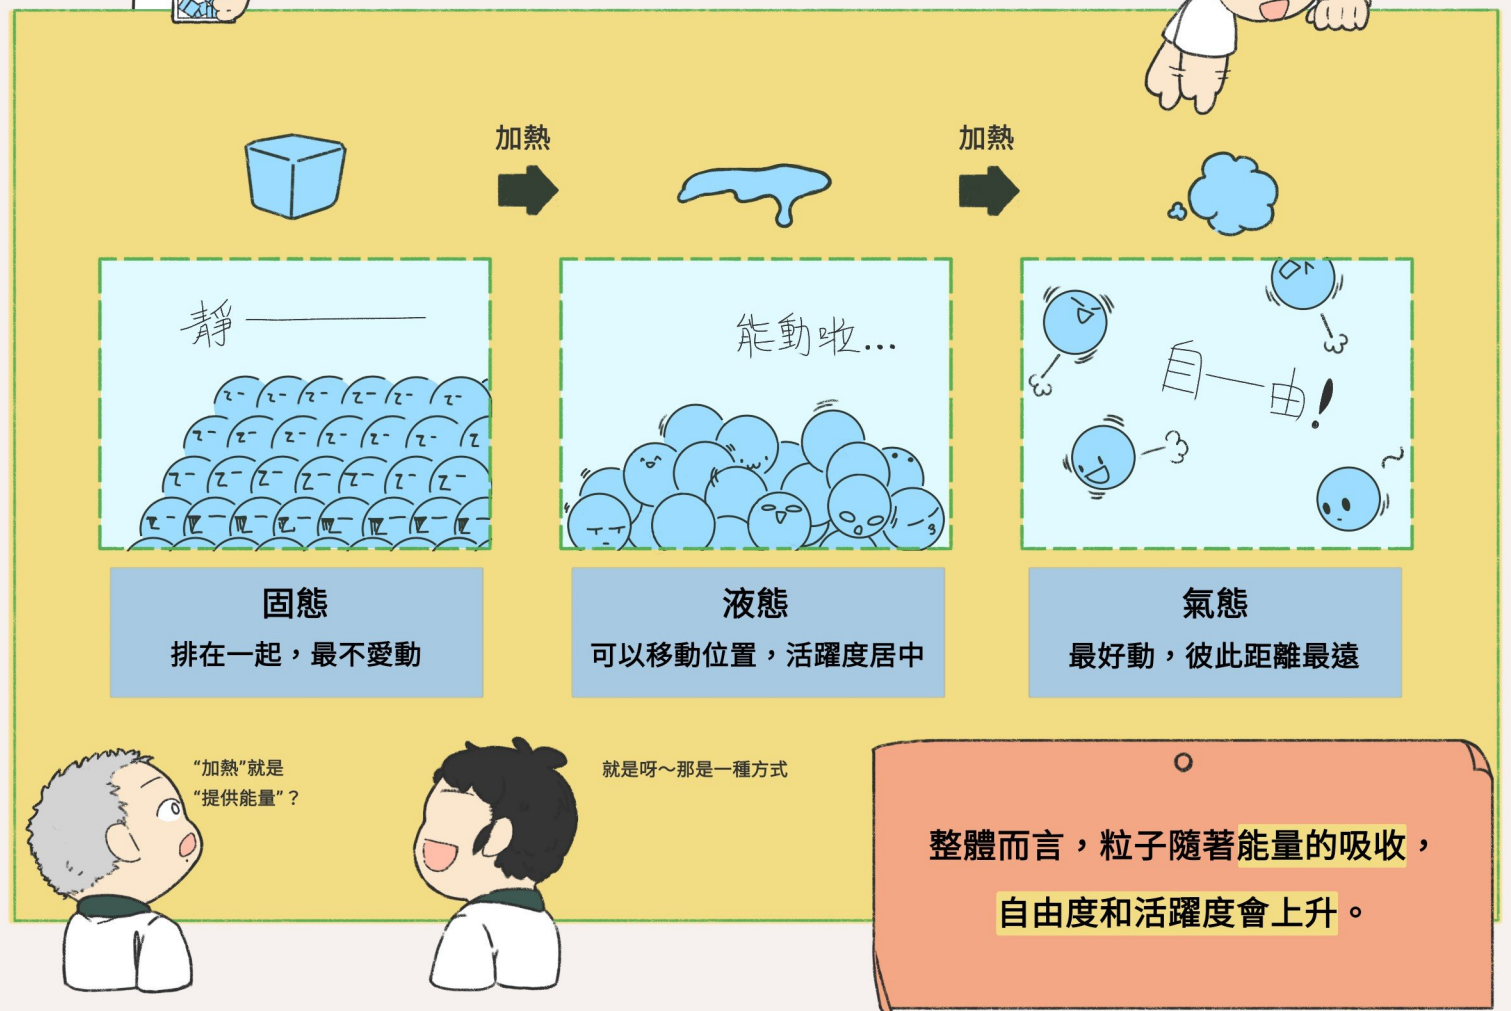 加熱
加熱
靜——
能動啦...
自一由!
固態
排在一起，最不愛動
液態
可以移動位置，活躍度居中
氣態
最好動，彼此距離最遠
“加熱”就是
“提供能量”？
就是呀～那是一種方式
整體而言，粒子隨著能量的吸收，
自由度和活躍度會上升。